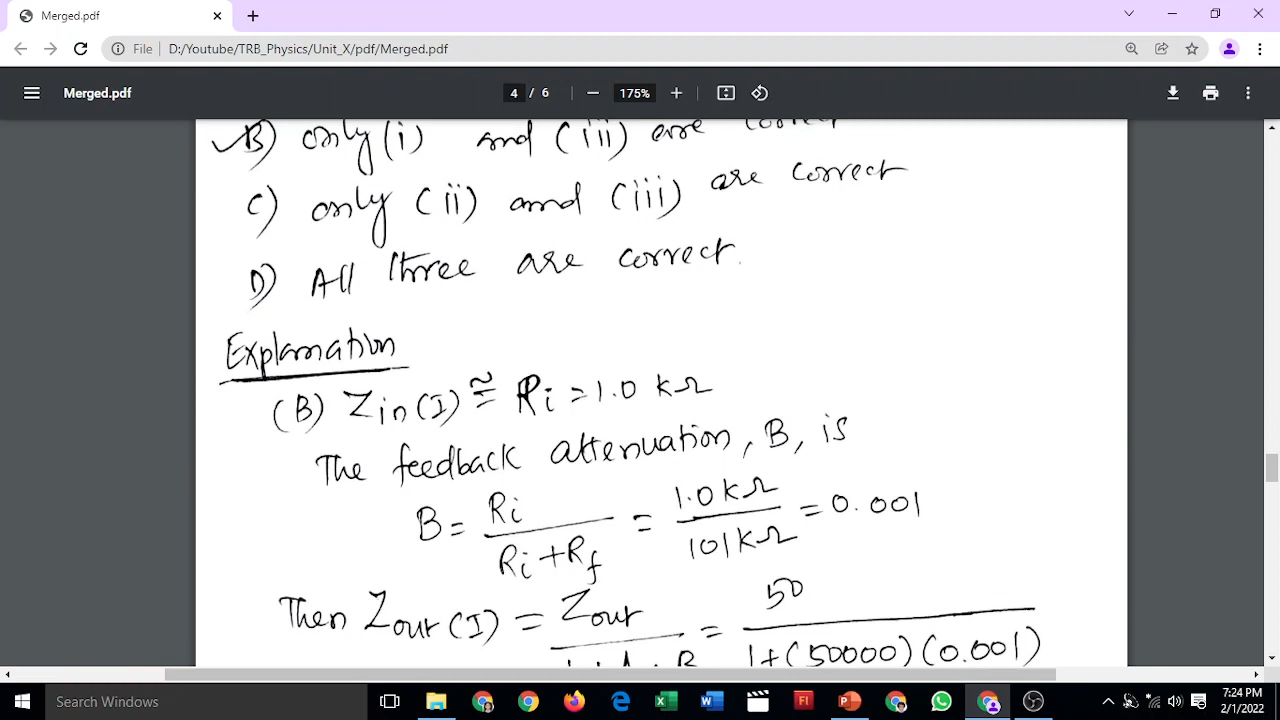 Merged.pdf
File D:/Youtube/TRB_Physics/Unit_X/pdf/Merged.pdf
Merged.pdf 4 / 6 175%
B) only (i) and (iii) are correct
C) only (ii) and (iii) are correct
D) All three are correct.
Explanation
(B) Zin(I) ≅ Ri = 1.0 kΩ
The feedback attenuation, B, is
B = Ri / Ri + Rf = 1.0 kΩ / 101 kΩ = 0.001
Then Zout (I) = Zout = 50 / 1 + (50000) (0.001)
Search Windows
7:24 PM
2/1/2022